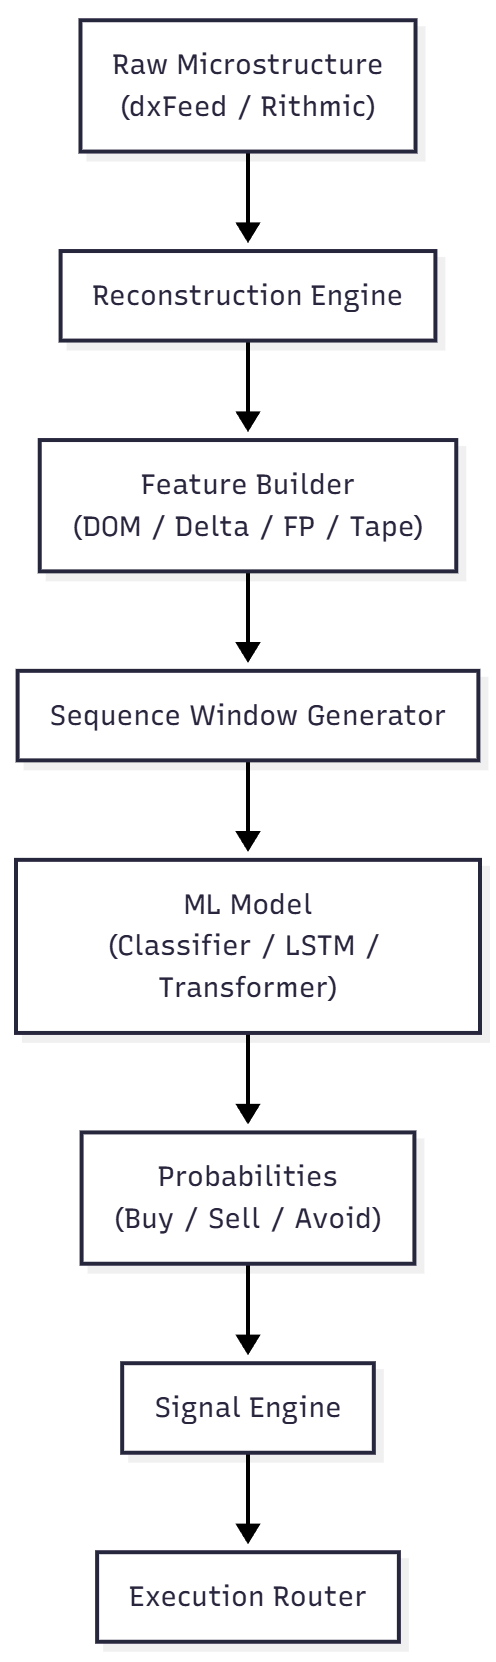 Raw Microstructure
(dxFeed / Rithmic)
Reconstruction Engine
Feature Builder
(DOM / Delta / FP / Tape)
Sequence Window Generator
ML Model
(Classifier / LSTM /
Transformer)
Probabilities
(Buy / Sell / Avoid)
Signal Engine
Execution Router